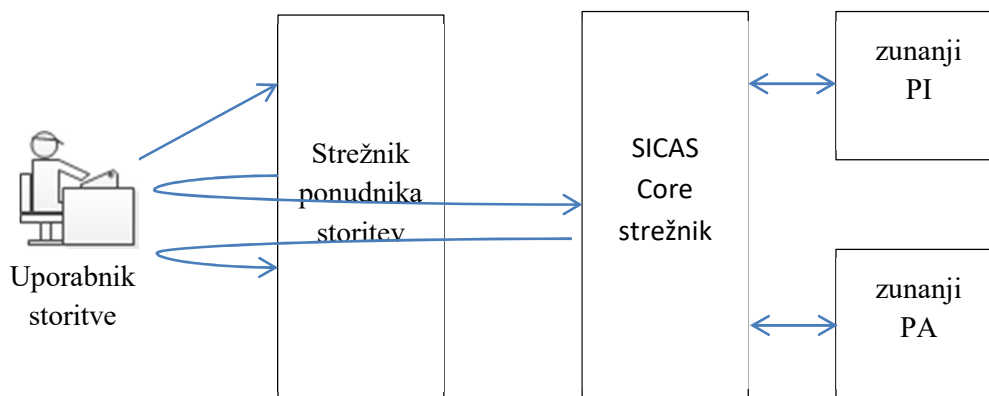 Uporabnik
storitve
Strežnik
ponudnika
storitev
SICAS
Core
strežnik
zunanji
PI
zunanji
PA